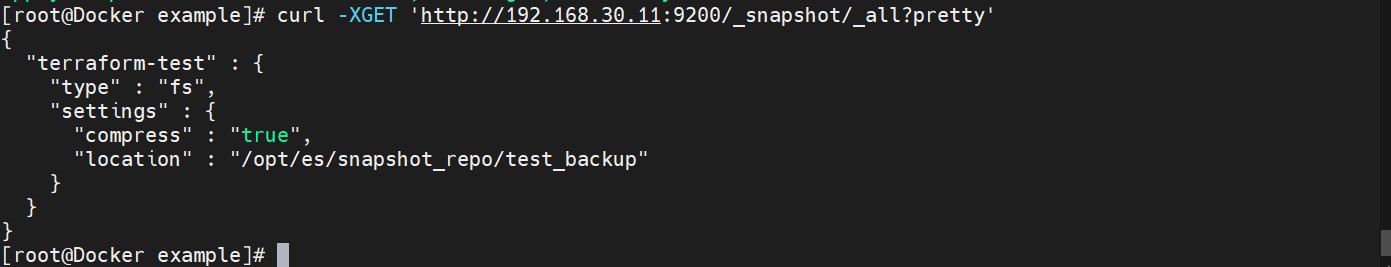 [root@Docker example]# curl -XGET 'http://192.168.30.11:9200/_snapshot/_all?pretty'
{
  "terraform-test" : {
    "type" : "fs",
    "settings" : {
      "compress" : "true",
      "location" : "/opt/es/snapshot_repo/test_backup"
    }
  }
}
[root@Docker example]#